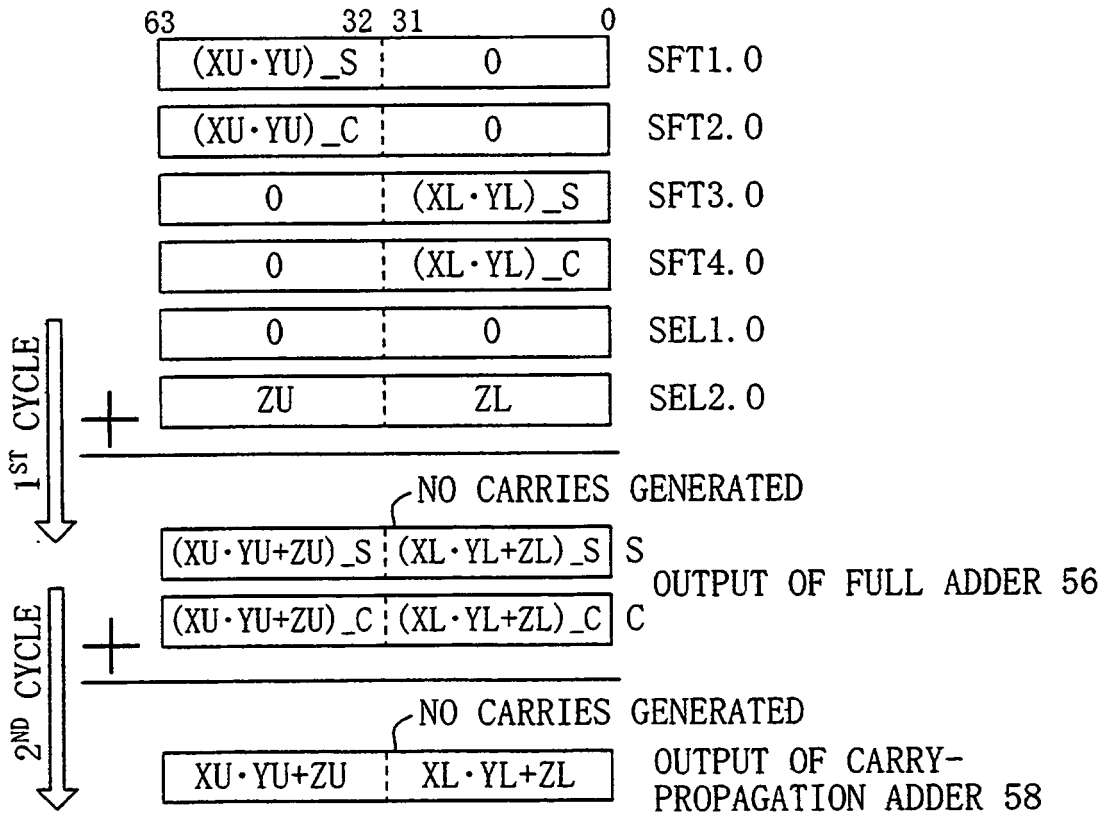 63 32 31 0
(XU·YU)_S 0 SFT1.0
(XU·YU)_C 0 SFT2.0
0 (XL·YL)_S SFT3.0
0 (XL·YL)_C SFT4.0
0 0 SEL1.0
ZU ZL SEL2.0
+
1ST CYCLE
NO CARRIES GENERATED
(XU·YU+ZU)_S (XL·YL+ZL)_S S
OUTPUT OF FULL ADDER 56
(XU·YU+ZU)_C (XL·YL+ZL)_C C
+
2ND CYCLE
NO CARRIES GENERATED
XU·YU+ZU XL·YL+ZL
OUTPUT OF CARRY-
PROPAGATION ADDER 58